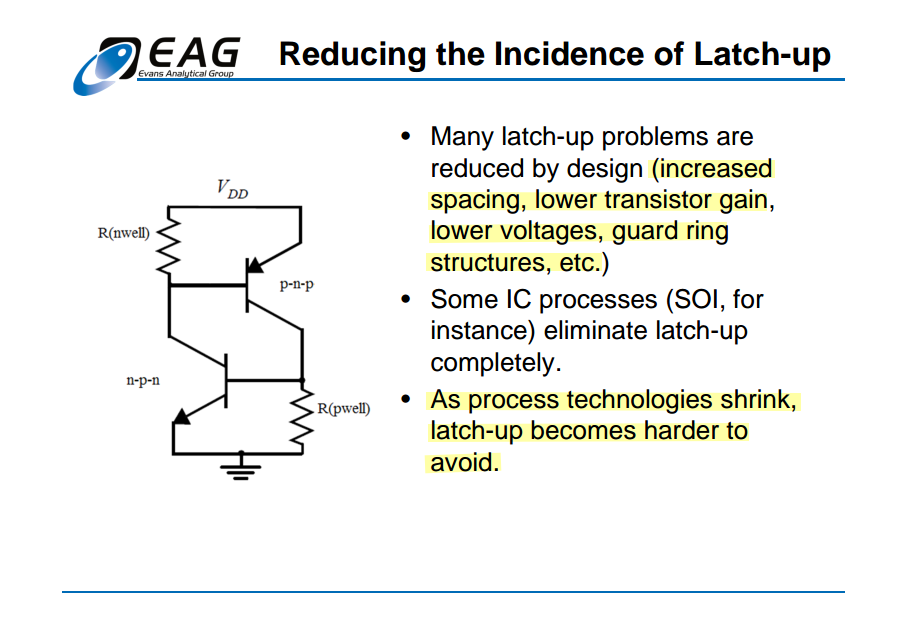 EAG
Evans Analytical Group
Reducing the Incidence of Latch-up
V_DD
R(nwell)
p-n-p
n-p-n
R(pwell)
• Many latch-up problems are
reduced by design (increased
spacing, lower transistor gain,
lower voltages, guard ring
structures, etc.)
• Some IC processes (SOI, for
instance) eliminate latch-up
completely.
• As process technologies shrink,
latch-up becomes harder to
avoid.